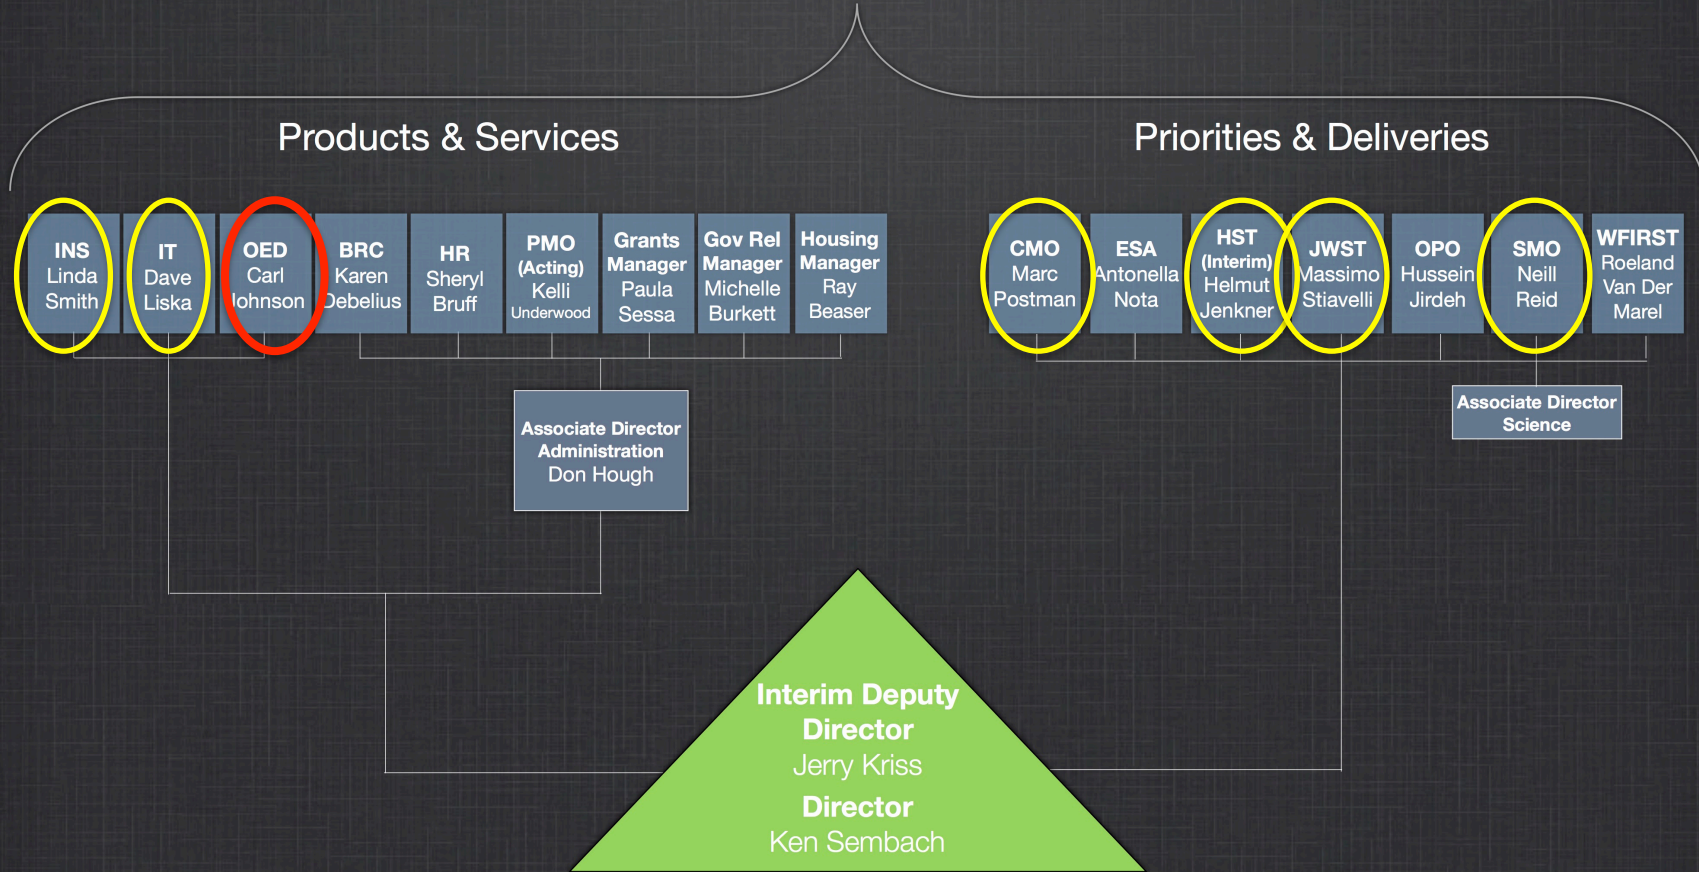 Products & Services
Priorities & Deliveries
INS
Linda
Smith
IT
Dave
Liska
OED
Carl
Johnson
BRC
Karen
Debelius
HR
Sheryl
Bruff
PMO
(Acting)
Kelli
Underwood
Grants
Manager
Paula
Sessa
Gov Rel
Manager
Michelle
Burkett
Housing
Manager
Ray
Beaser
CMO
Marc
Postman
ESA
Antonella
Nota
HST
(Interim)
Helmut
Jenkner
JWST
Massimo
Stiavelli
OPO
Hussein
Jirdeh
SMO
Neill
Reid
WFIRST
Roeland
Van Der
Marel
Associate Director
Administration
Don Hough
Associate Director
Science
Interim Deputy
Director
Jerry Kriss
Director
Ken Sembach